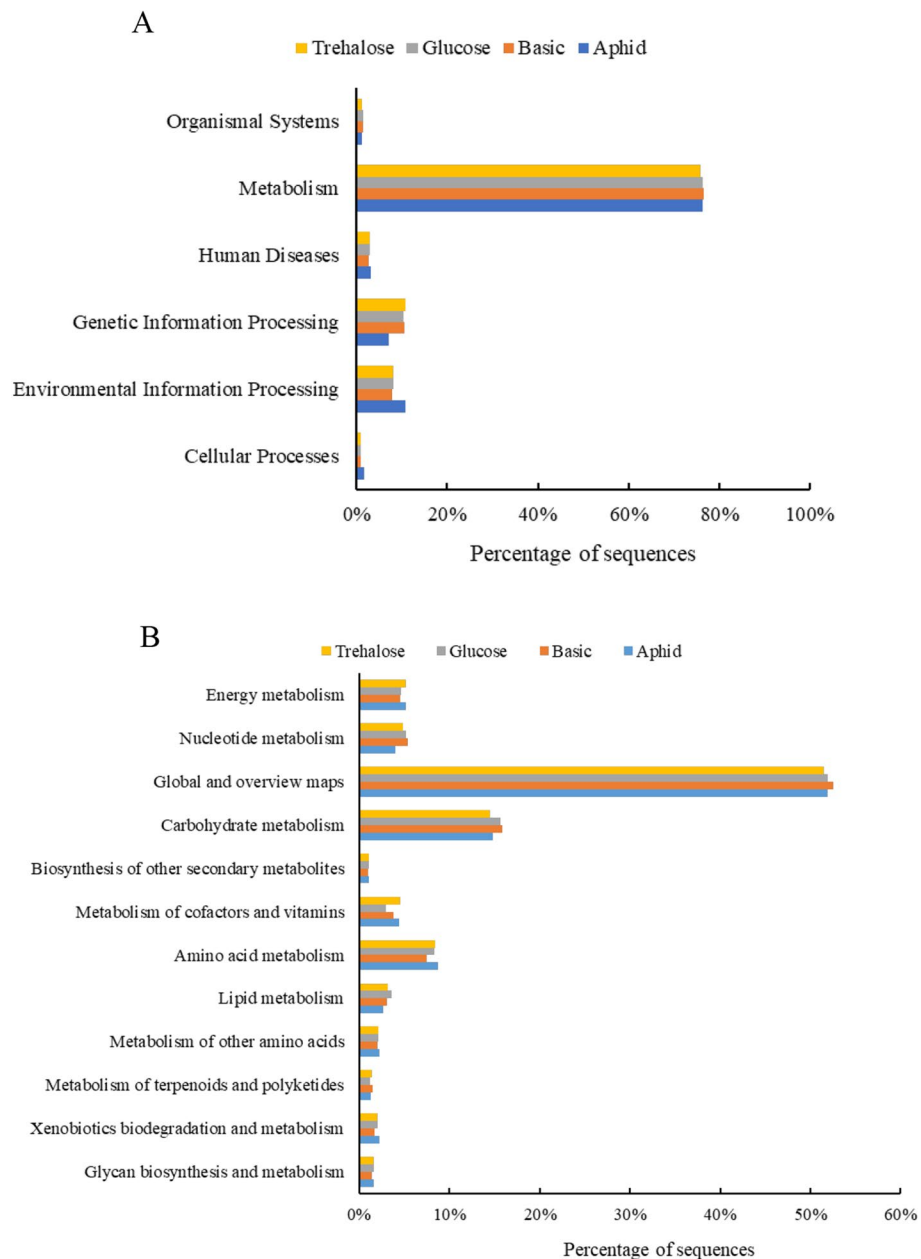 A
Trehalose Glucose Basic Aphid
Organismal Systems
Metabolism
Human Diseases
Genetic Information Processing
Environmental Information Processing
Cellular Processes
0% 20% 40% 60% 80% 100%
Percentage of sequences
B
Trehalose Glucose Basic Aphid
Energy metabolism
Nucleotide metabolism
Global and overview maps
Carbohydrate metabolism
Biosynthesis of other secondary metabolites
Metabolism of cofactors and vitamins
Amino acid metabolism
Lipid metabolism
Metabolism of other amino acids
Metabolism of terpenoids and polyketides
Xenobiotics biodegradation and metabolism
Glycan biosynthesis and metabolism
0% 10% 20% 30% 40% 50% 60%
Percentage of sequences